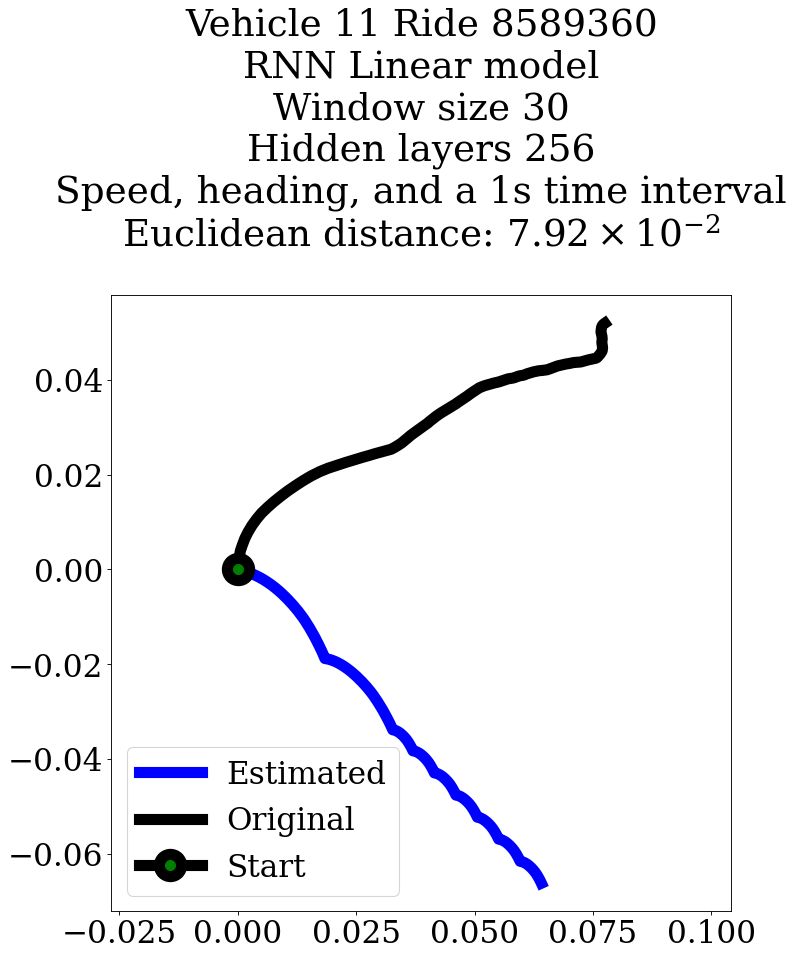 Vehicle 11 Ride 8589360
RNN Linear model
Window size 30
Hidden layers 256
Speed, heading, and a 1s time interval
Euclidean distance: 7.92 × 10⁻²
0.04
0.02
0.00
−0.02
−0.04
−0.06
Estimated
Original
Start
−0.025 0.000 0.025 0.050 0.075 0.100